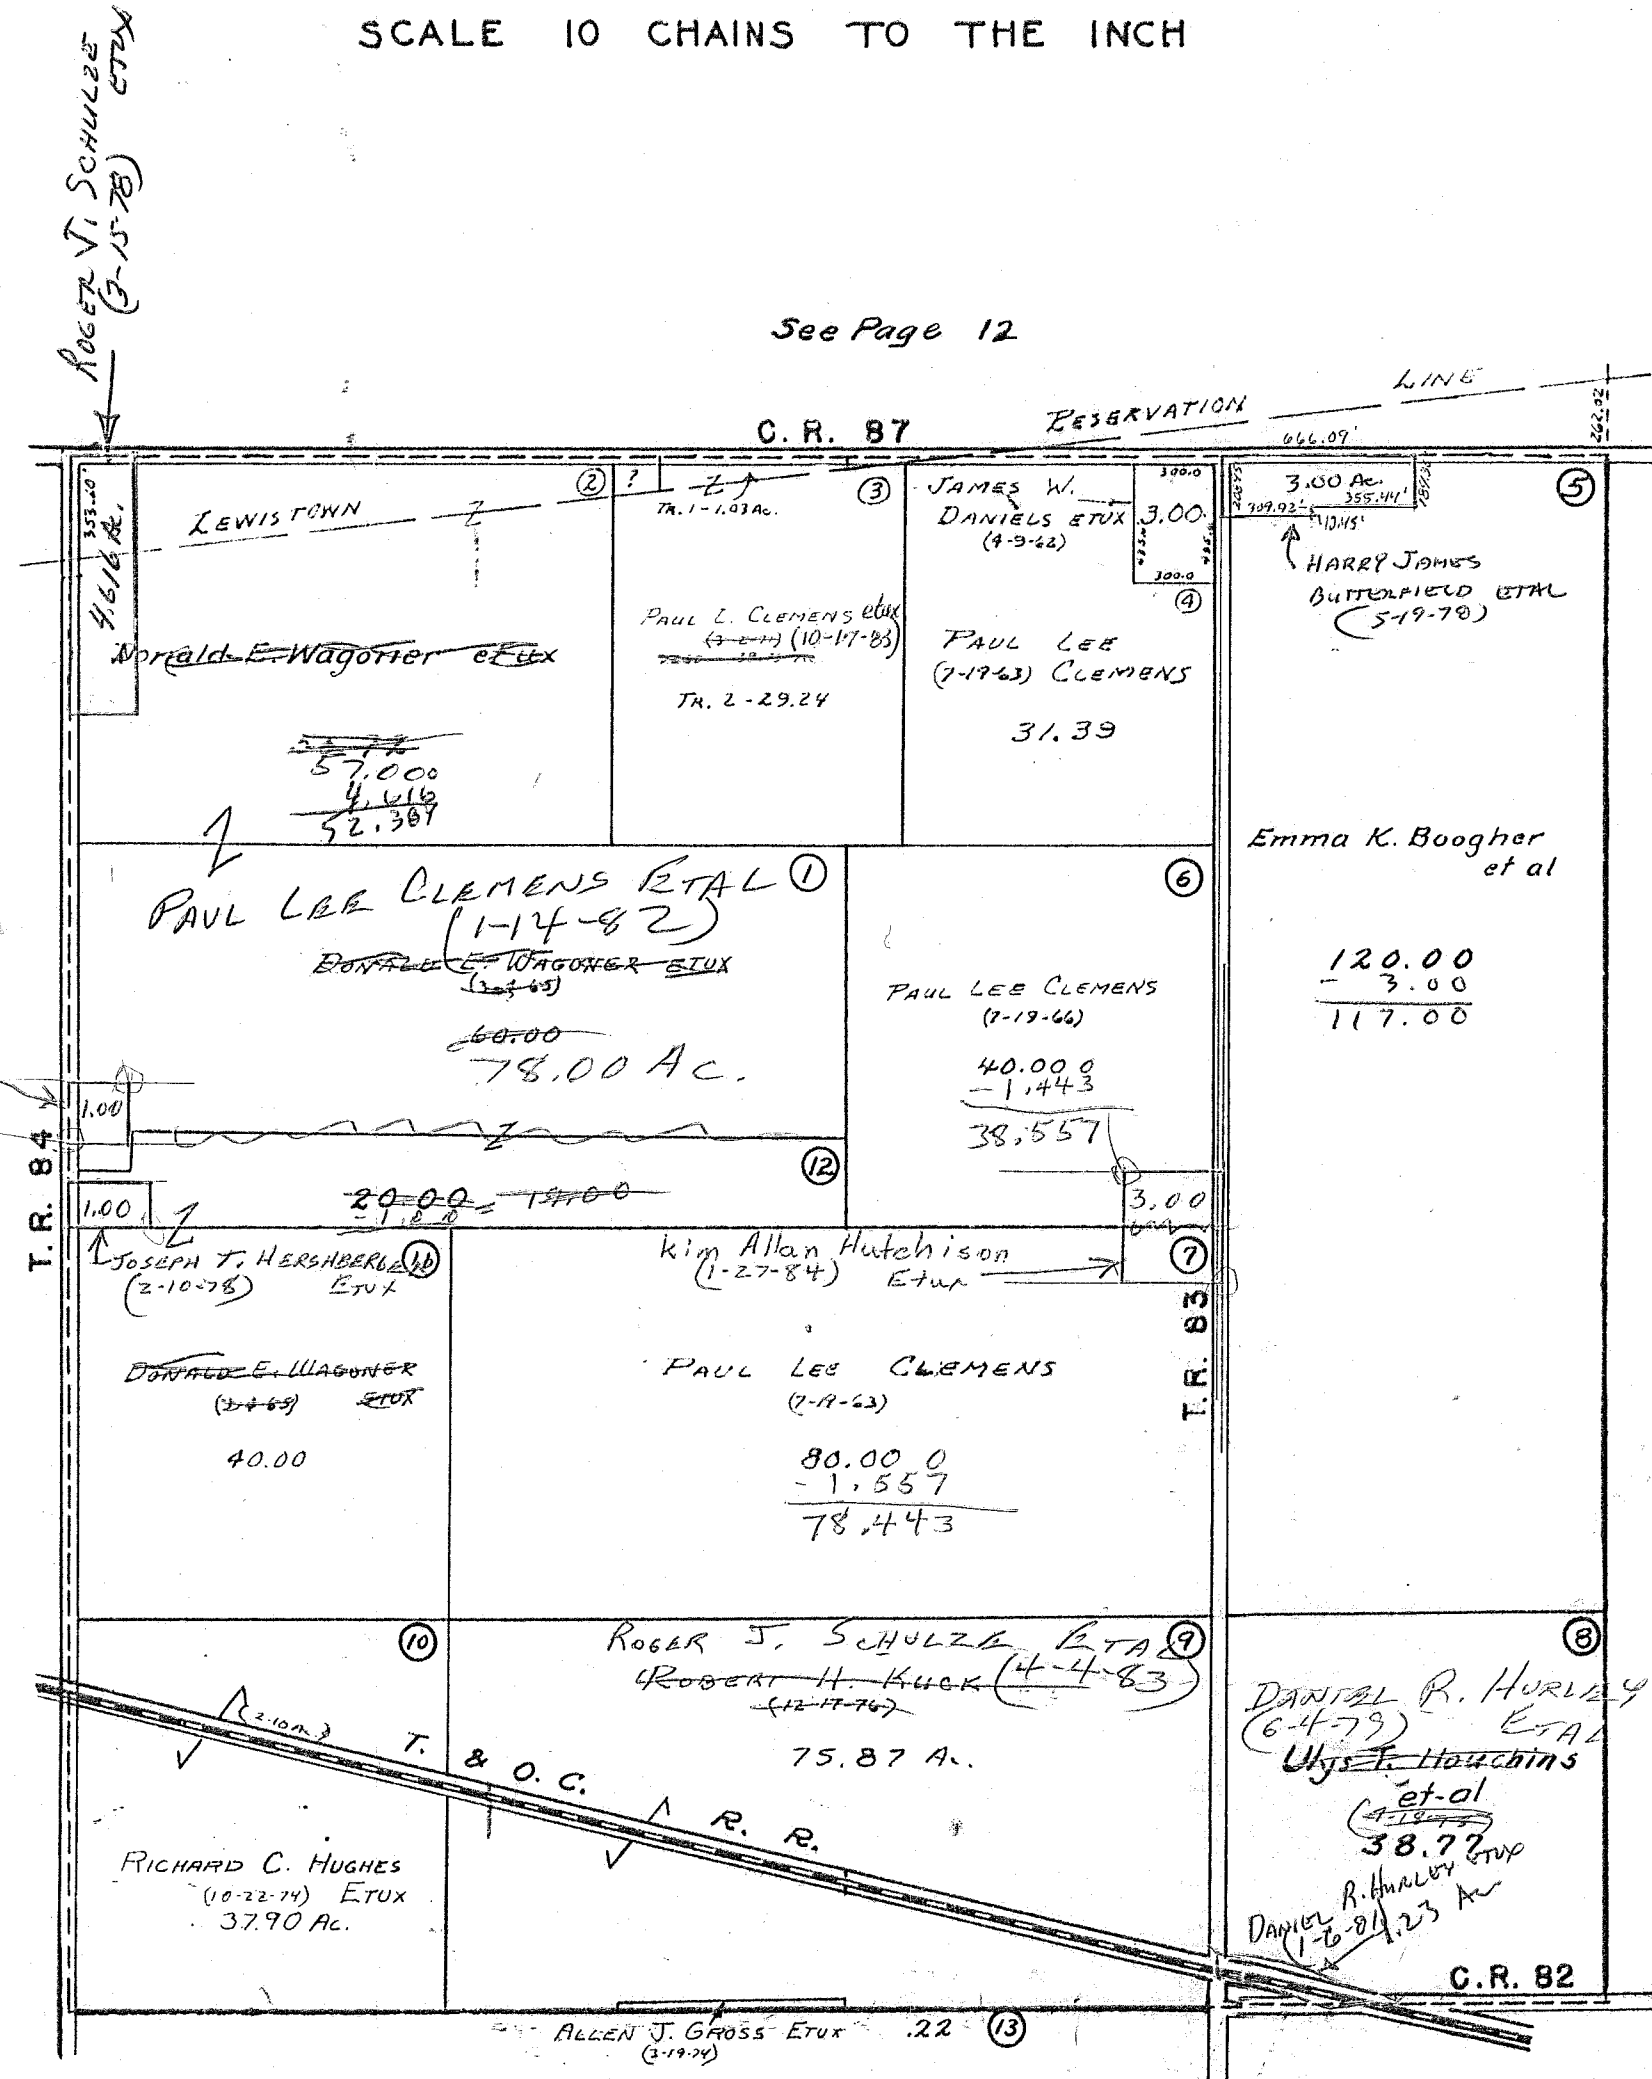 SCALE 10 CHAINS TO THE INCH
ROGER J. SCHULZE
ETUX
(3-15-78)
See Page 12
LINE
RESERVATION
C. R. 87
666.09'
262.02
353.60'
4.616 Ac.
LEWISTOWN
2
?
TR. 1-1.03 Ac.
3
JAMES W.
DANIELS ETUX
(4-9-62)
300.0
3.00
300.0
4
3.00 Ac.
355.44'
309.92'
5
HARRY JAMES
BUTTERFIELD ETAL
(5-19-78)
Donald E. Wagoner etux
57.000
4.616
52.384
PAUL L. CLEMENS etux
(10-17-83)
TR. 2-29.24
PAUL LEE
(7-19-63) CLEMENS
31.39
Emma K. Boogher
et al
120.00
- 3.00
117.00
PAUL LEE CLEMENS ETAL
1
(1-14-82)
DONALD E. WAGONER ETUX
60.00
78.00 Ac.
6
PAUL LEE CLEMENS
(7-19-66)
40.00 0
-1,443
38,557
1.00
T.R. 84
12
20.00
1.00
3.00
JOSEPH T. HERSHBERGER
ETUX
(2-10-78)
11
Kim Allan Hutchison
(1-27-84) Etux
7
T.R. 83
DONALD E. WAGONER
ETUX
40.00
PAUL LEE CLEMENS
(7-19-63)
80.00 0
- 1,557
78,443
10
ROGER J. SCHULZE ETAL
9
ROBERT H. KUCK (4-4-83)
(12-17-76)
75.87 Ac.
8
DANIEL R. HURLEY
(6-4-79) ETAL
Ulys T. Houchins
et-al
38.77
DANIEL R. HURLEY ETUX
(1-6-81) 1.23 Ac
T. & O. C. R. R.
RICHARD C. HUGHES
(10-22-74) ETUX
37.90 Ac.
C.R. 82
ALLEN J. GROSS ETUX .22 13
(3-19-74)